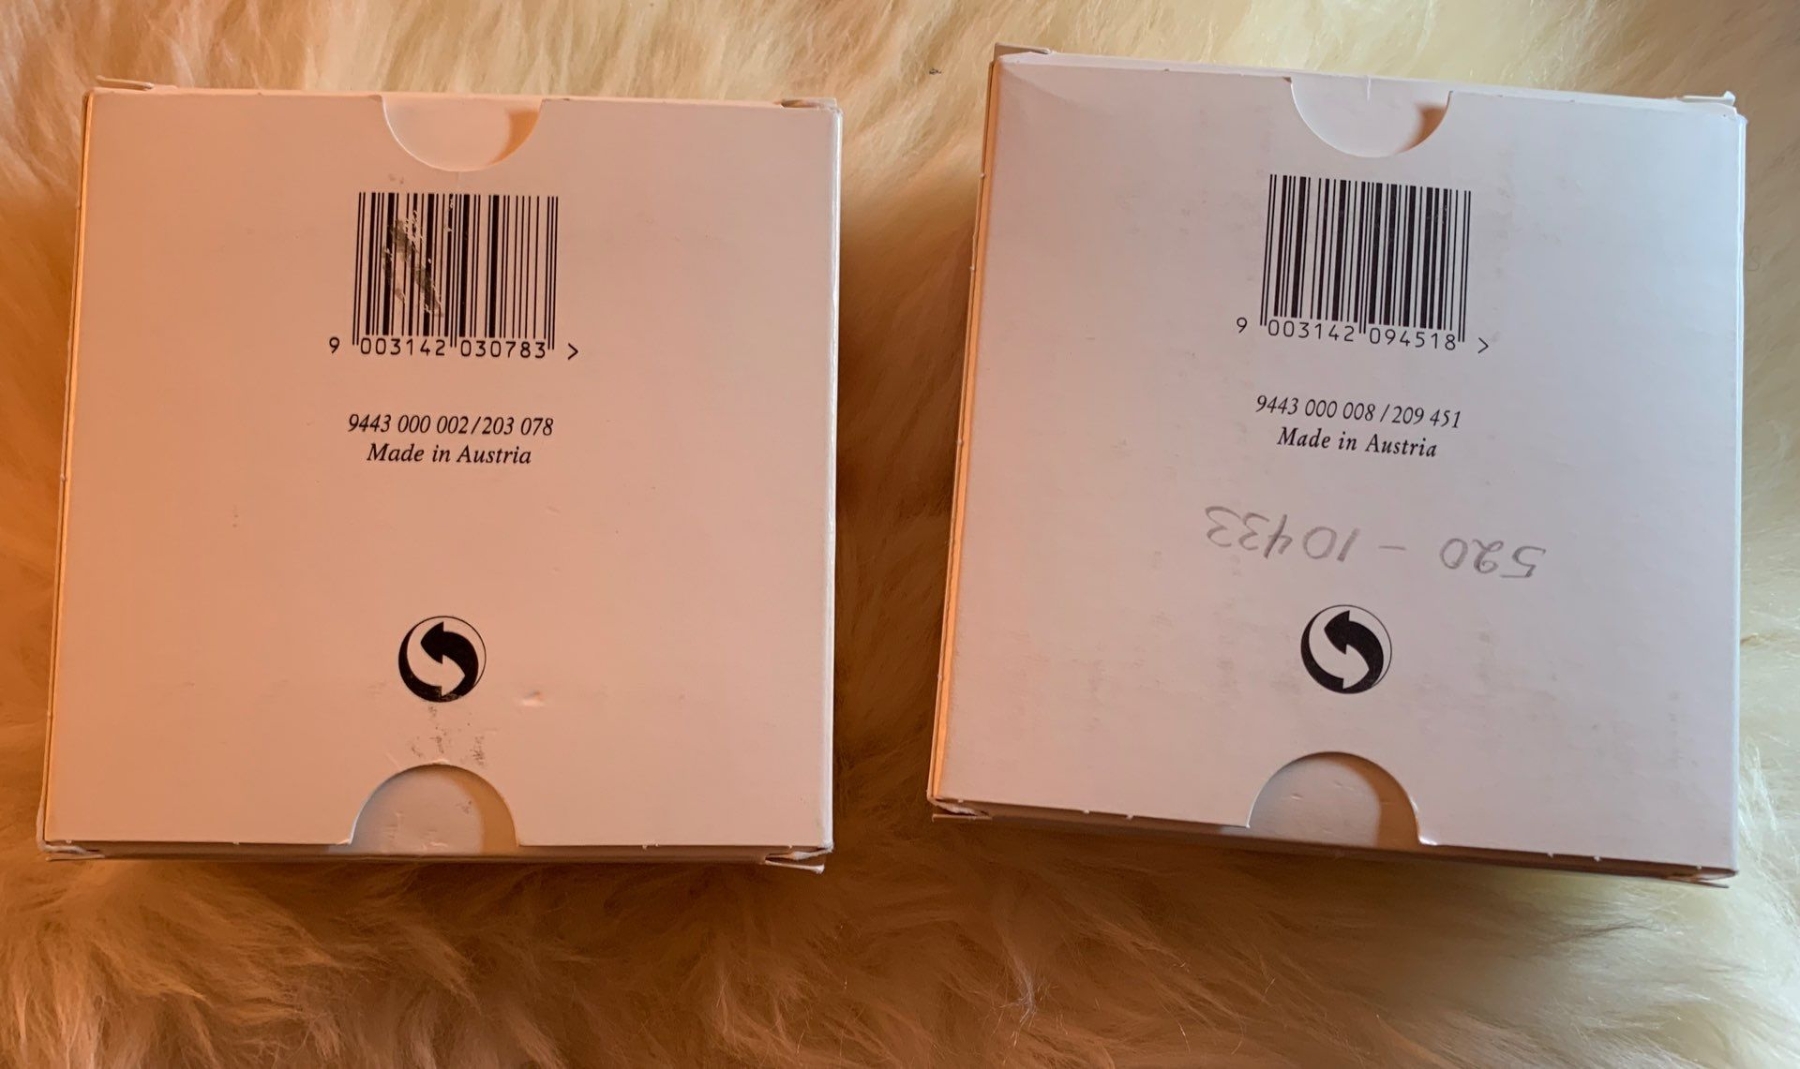 9 003142 030783 >
9443 000 002/203 078
Made in Austria
9 003142 094518 >
9443 000 008 / 209 451
Made in Austria
520 - 10433